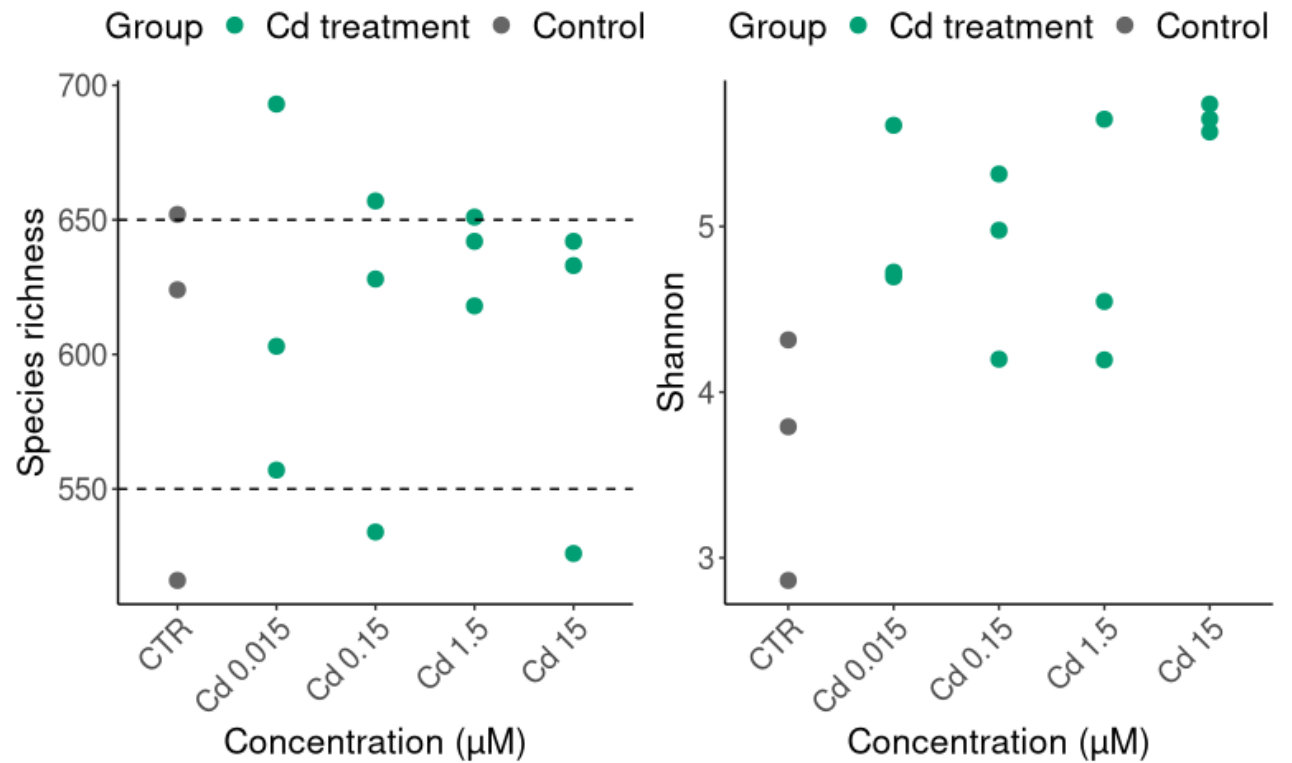 Group Cd treatment Control
Species richness
700
650
600
550
CTR
Cd 0.015
Cd 0.15
Cd 1.5
Cd 15
Concentration (µM)
Group Cd treatment Control
Shannon
5
4
3
CTR
Cd 0.015
Cd 0.15
Cd 1.5
Cd 15
Concentration (µM)